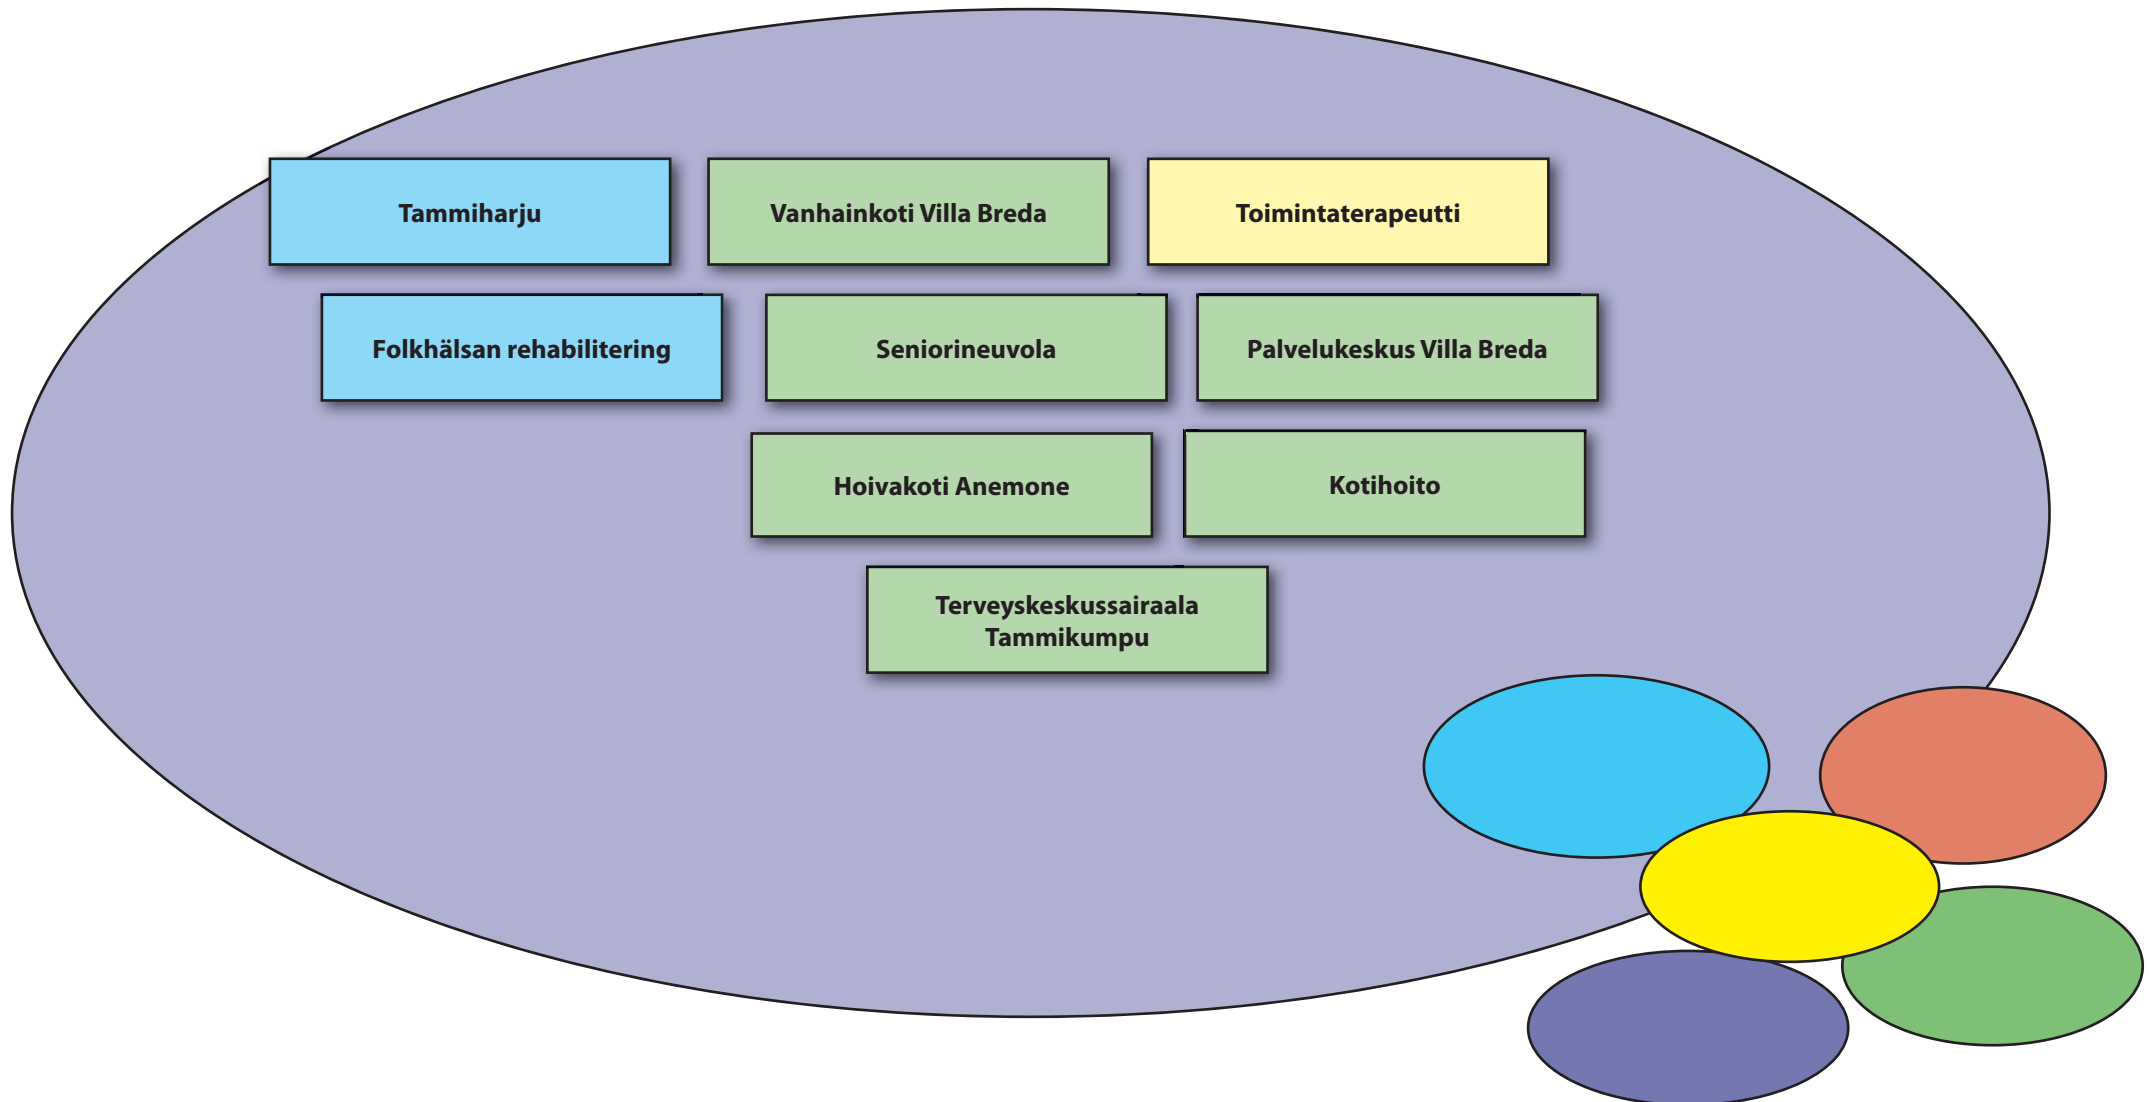 Tammiharju
Vanhainkoti Villa Breda
Toimintaterapeutti
Folkhälsan rehabilitering
Seniorineuvola
Palvelukeskus Villa Breda
Hoivakoti Anemone
Kotihoito
Terveyskeskussairaala
Tammikumpu